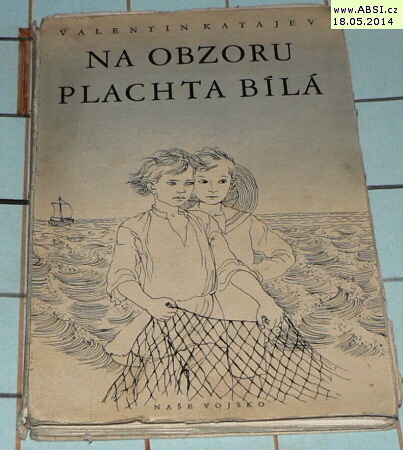 www.ABSI.cz
18.05.2014
VALENTIN KATAJEV
NA OBZORU
PLACHTA BÍLÁ
NAŠE VOJSKO